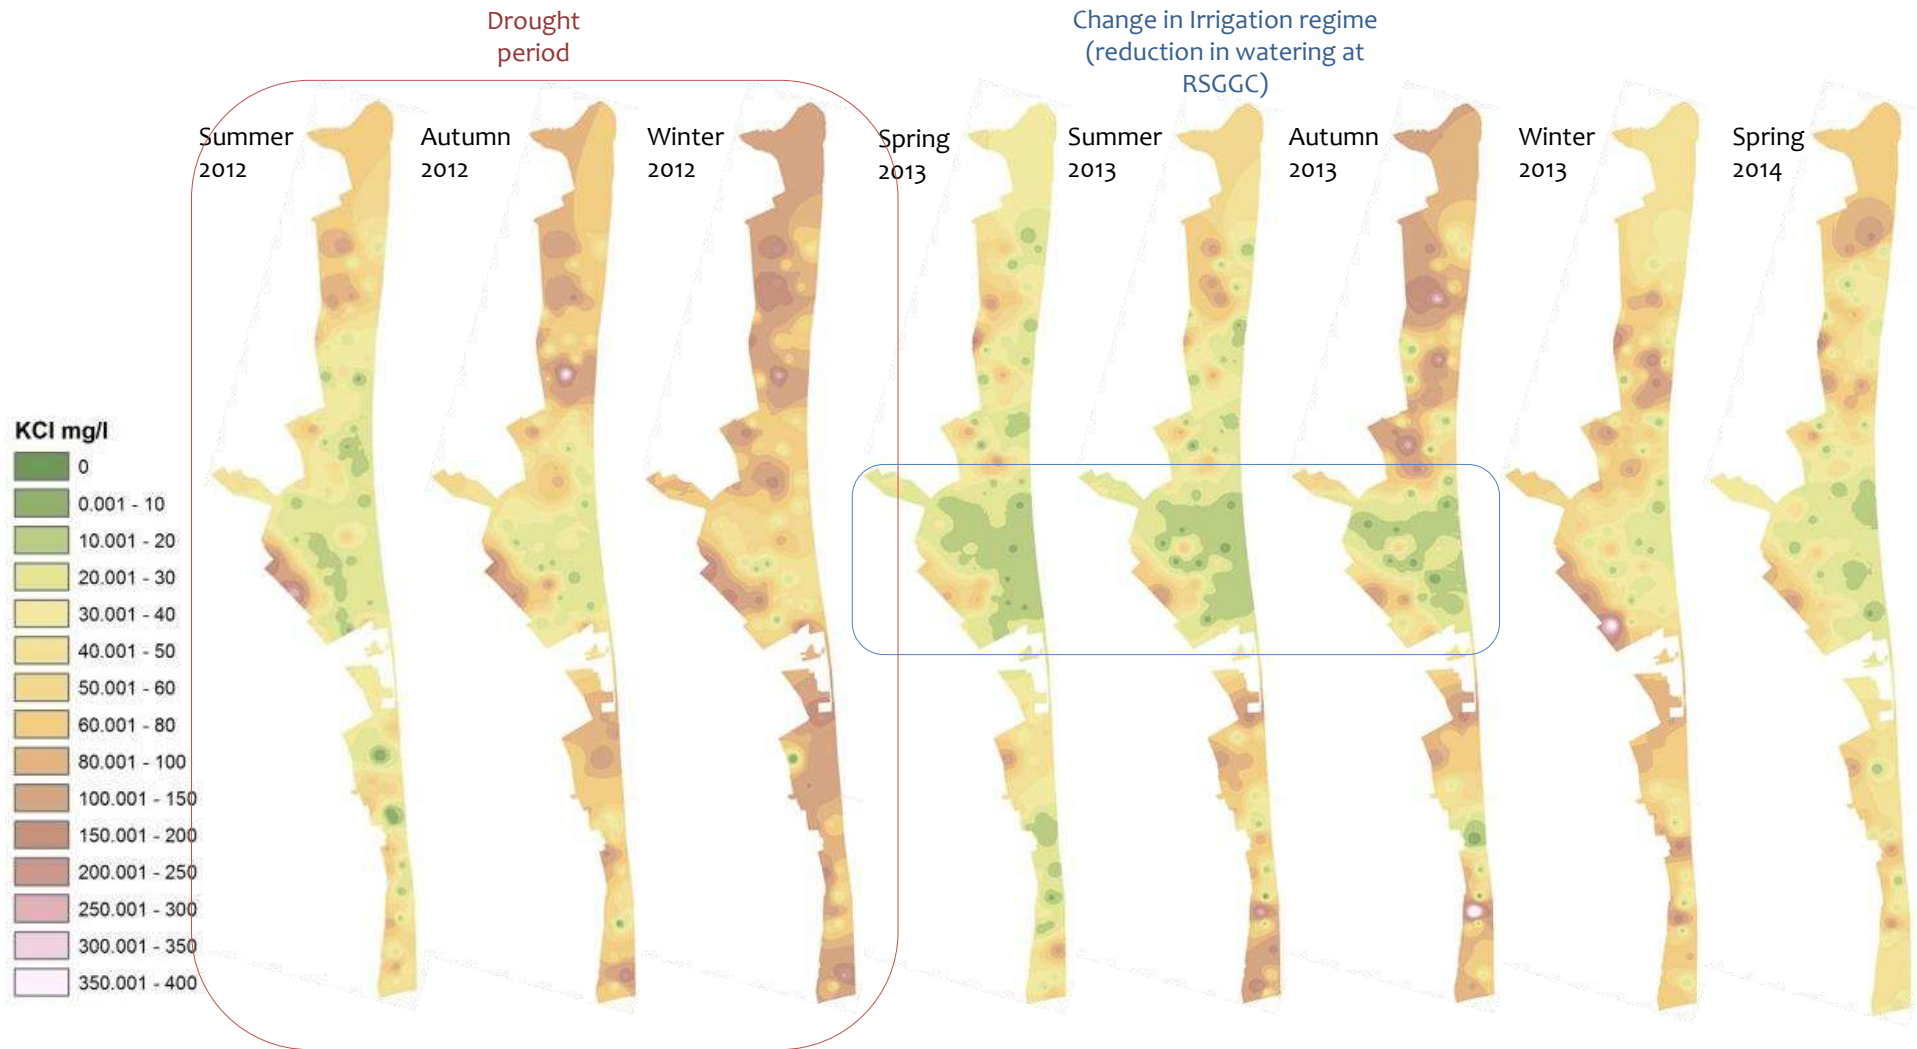 Drought
period
Change in Irrigation regime
(reduction in watering at
RSGGC)
Summer
2012
Autumn
2012
Winter
2012
Spring
2013
Summer
2013
Autumn
2013
Winter
2013
Spring
2014
KCl mg/l
0
0.001 - 10
10.001 - 20
20.001 - 30
30.001 - 40
40.001 - 50
50.001 - 60
60.001 - 80
80.001 - 100
100.001 - 150
150.001 - 200
200.001 - 250
250.001 - 300
300.001 - 350
350.001 - 400